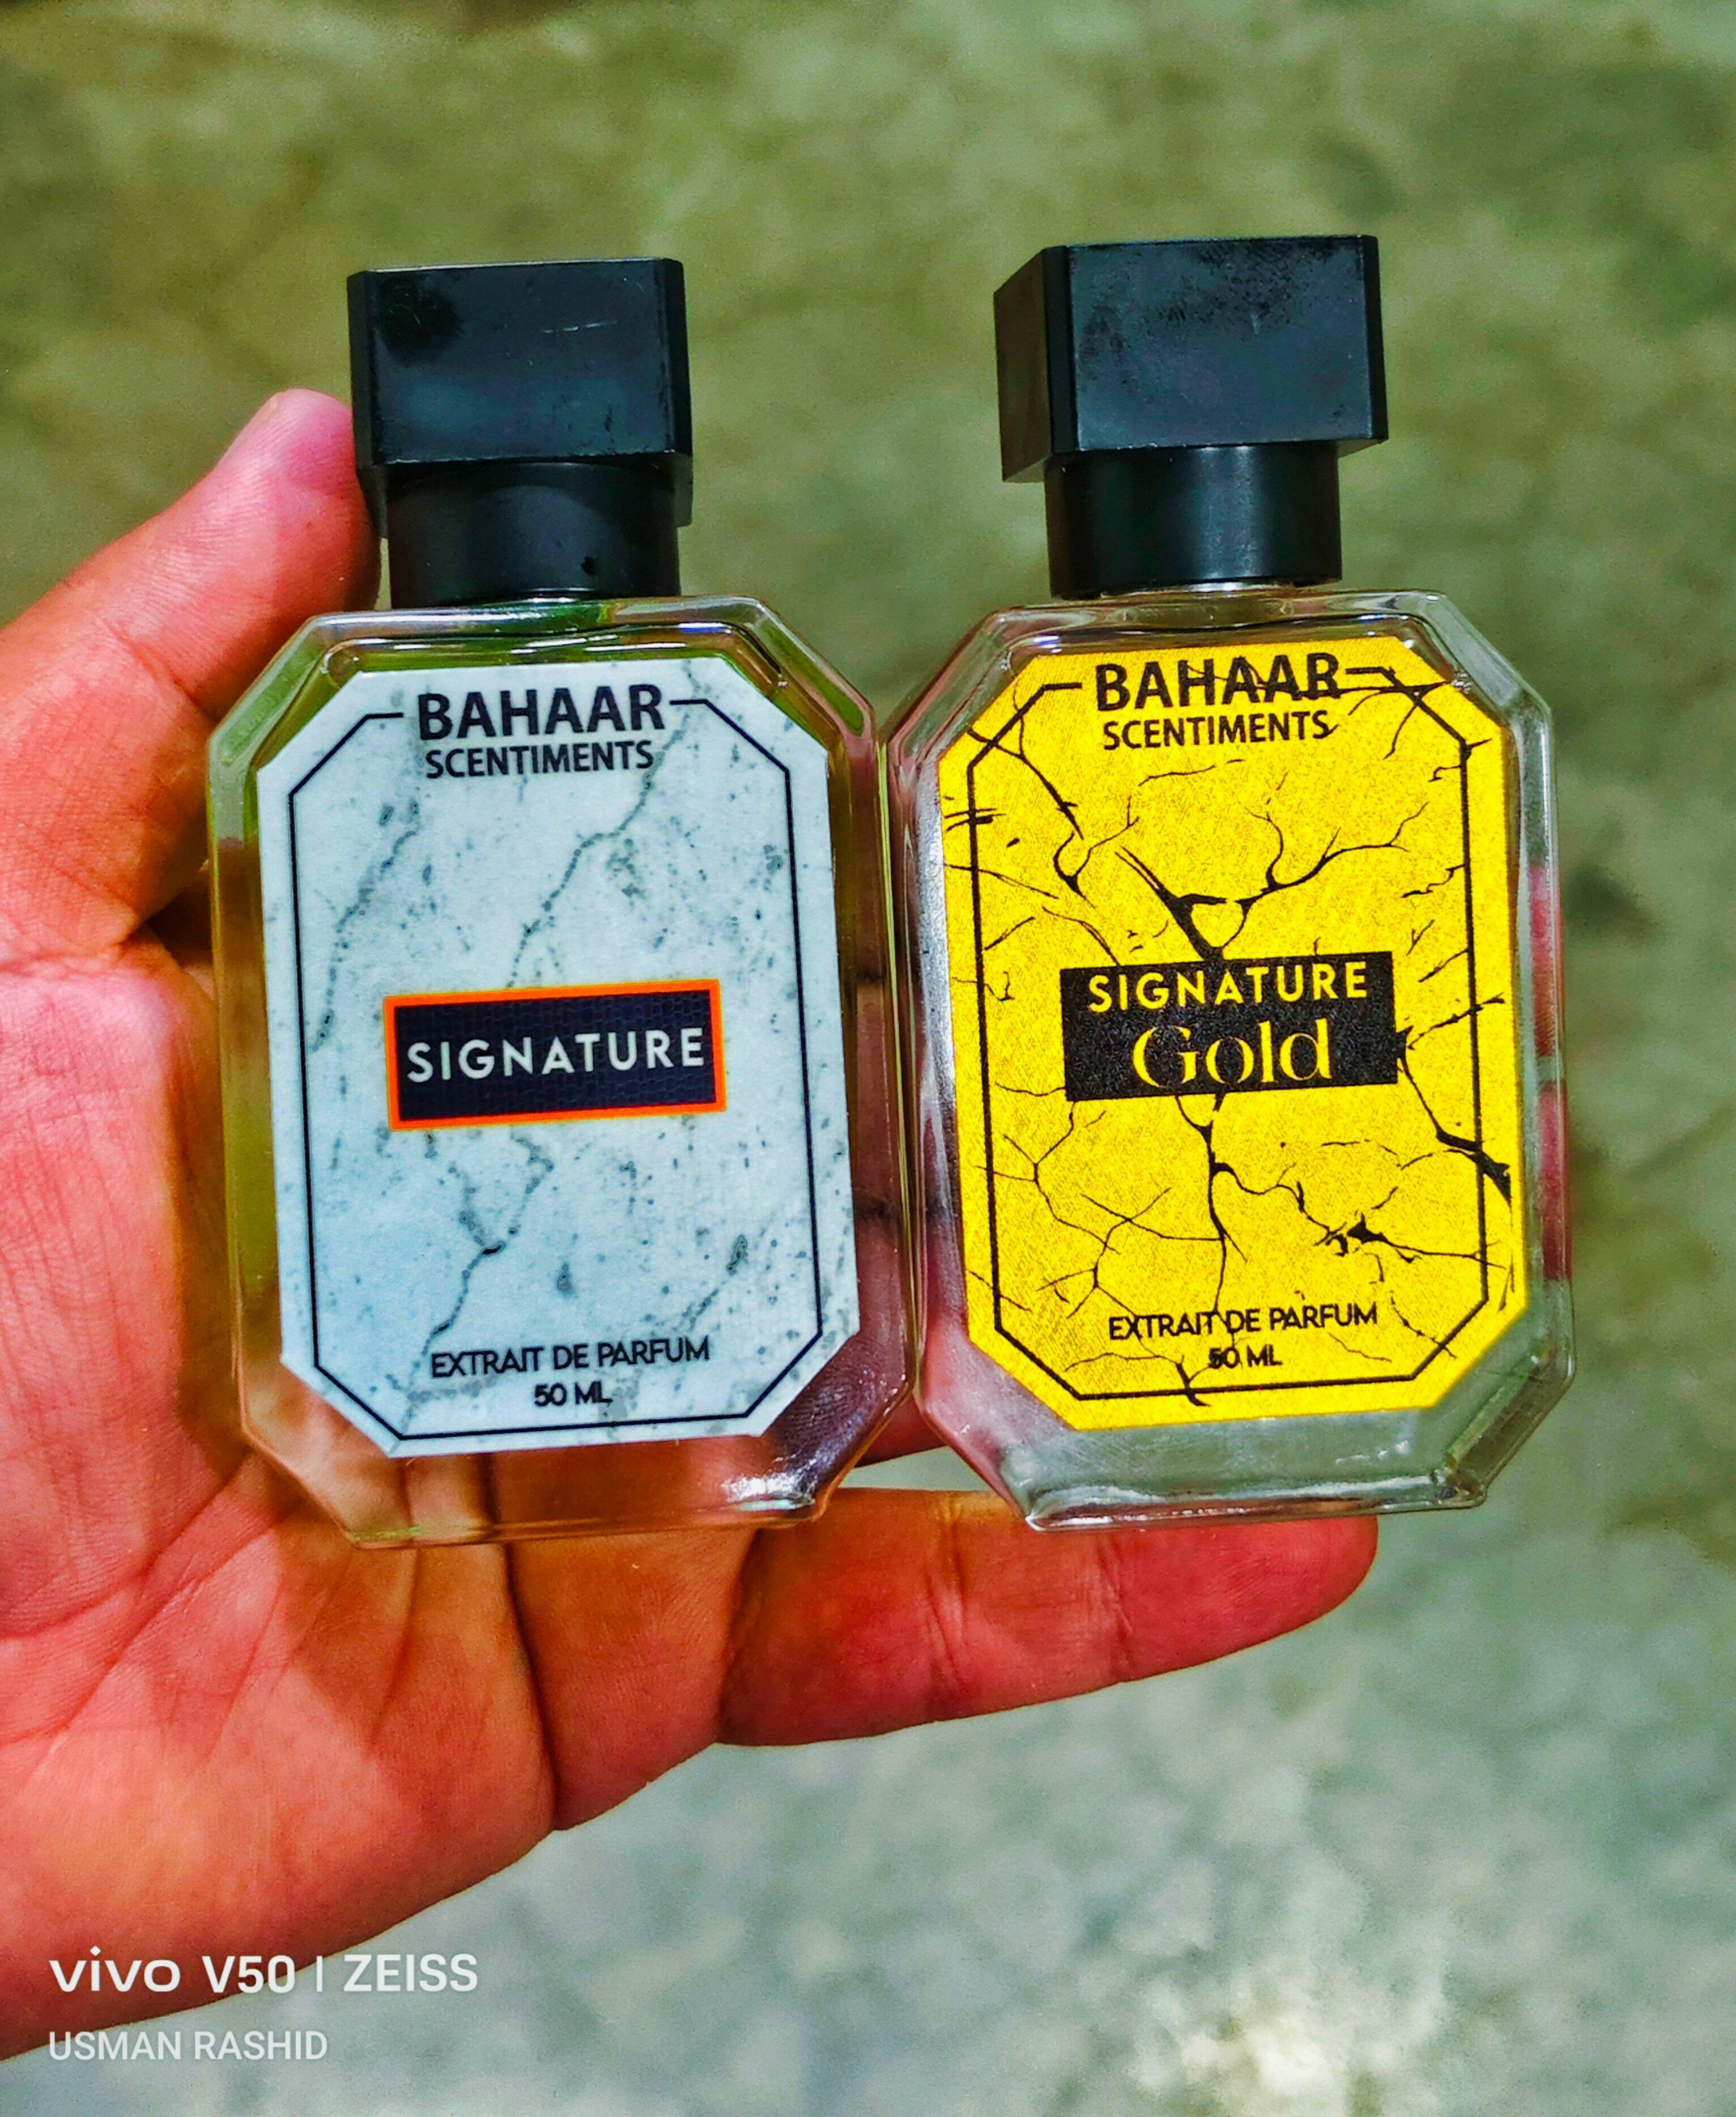 BAHAAR
SCENTIMENTS
SIGNATURE
EXTRAIT DE PARFUM
50 ML
BAHAAR
SCENTIMENTS
SIGNATURE
Gold
EXTRAIT DE PARFUM
50 ML
vivo V50 | ZEISS
USMAN RASHID